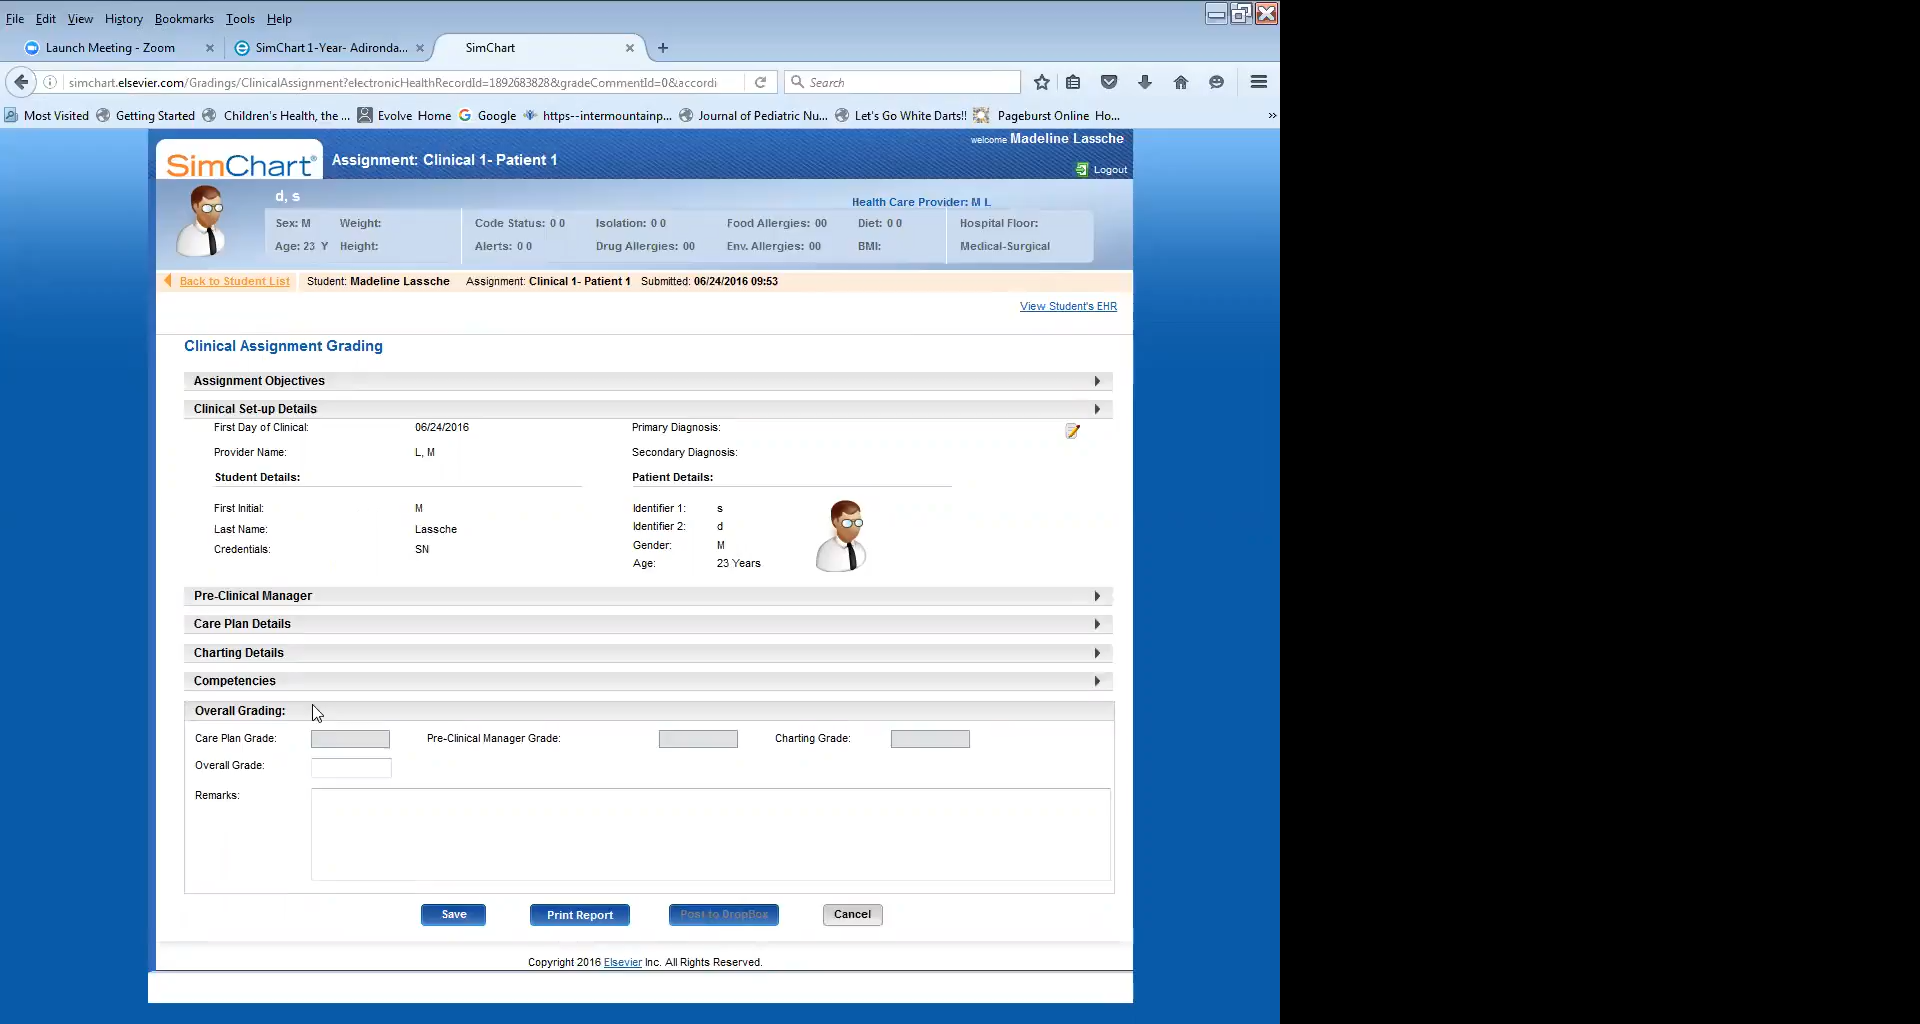 File Edit View History Bookmarks Tools Help
Launch Meeting - Zoom SimChart 1-Year- Adironda... SimChart
simchart.elsevier.com/Gradings/ClinicalAssignment?electronicHealthRecordId=1892683828&gradeCommentId=0&accordi Search
Most Visited Getting Started Children's Health, the ... Evolve Home Google https--intermountainp... Journal of Pediatric Nu... Let's Go White Darts!! Pageburst Online Ho... »
welcome Madeline Lassche
SimChart® Assignment: Clinical 1- Patient 1
Logout
d, s
Health Care Provider: M L
Sex: M Weight: Code Status: 0 0 Isolation: 0 0 Food Allergies: 00 Diet: 0 0 Hospital Floor:
Age: 23 Y Height: Alerts: 0 0 Drug Allergies: 00 Env. Allergies: 00 BMI: Medical-Surgical
Back to Student List Student: Madeline Lassche Assignment: Clinical 1- Patient 1 Submitted: 06/24/2016 09:53
View Student's EHR
Clinical Assignment Grading
Assignment Objectives
Clinical Set-up Details
First Day of Clinical: 06/24/2016 Primary Diagnosis:
Provider Name: L, M Secondary Diagnosis:
Student Details: Patient Details:
First Initial: M Identifier 1: s
Last Name: Lassche Identifier 2: d
Credentials: SN Gender: M
Age: 23 Years
Pre-Clinical Manager
Care Plan Details
Charting Details
Competencies
Overall Grading:
Care Plan Grade: Pre-Clinical Manager Grade: Charting Grade:
Overall Grade:
Remarks:
Save Print Report Post to DropBox Cancel
Copyright 2016 Elsevier Inc. All Rights Reserved.